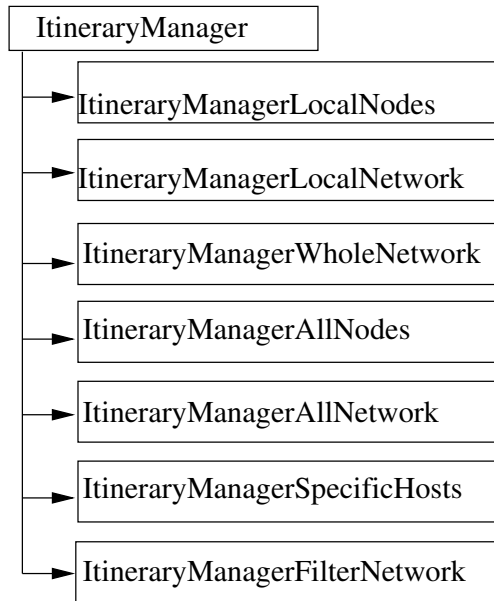 ItineraryManager
ItineraryManagerLocalNodes
ItineraryManagerLocalNetwork
ItineraryManagerWholeNetwork
ItineraryManagerAllNodes
ItineraryManagerAllNetwork
ItineraryManagerSpecificHosts
ItineraryManagerFilterNetwork